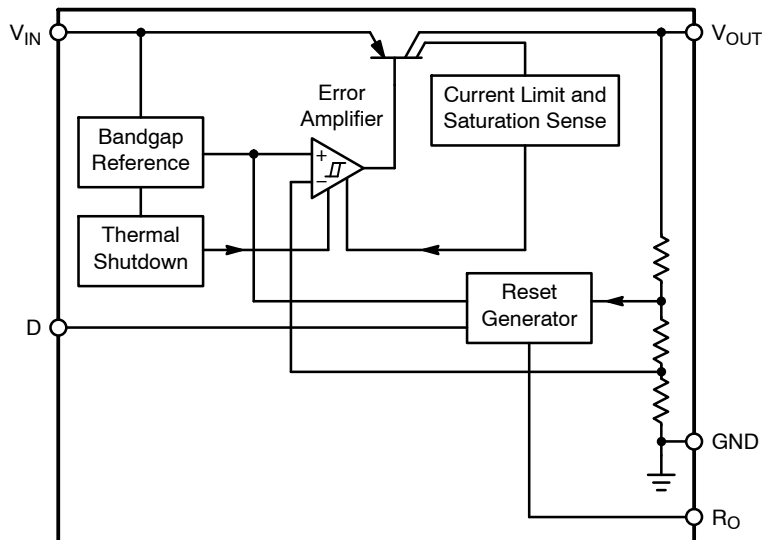 V_IN
V_OUT
Error
Amplifier
Current Limit and
Saturation Sense
Bandgap
Reference
+
−
Thermal
Shutdown
Reset
Generator
D
GND
R_O